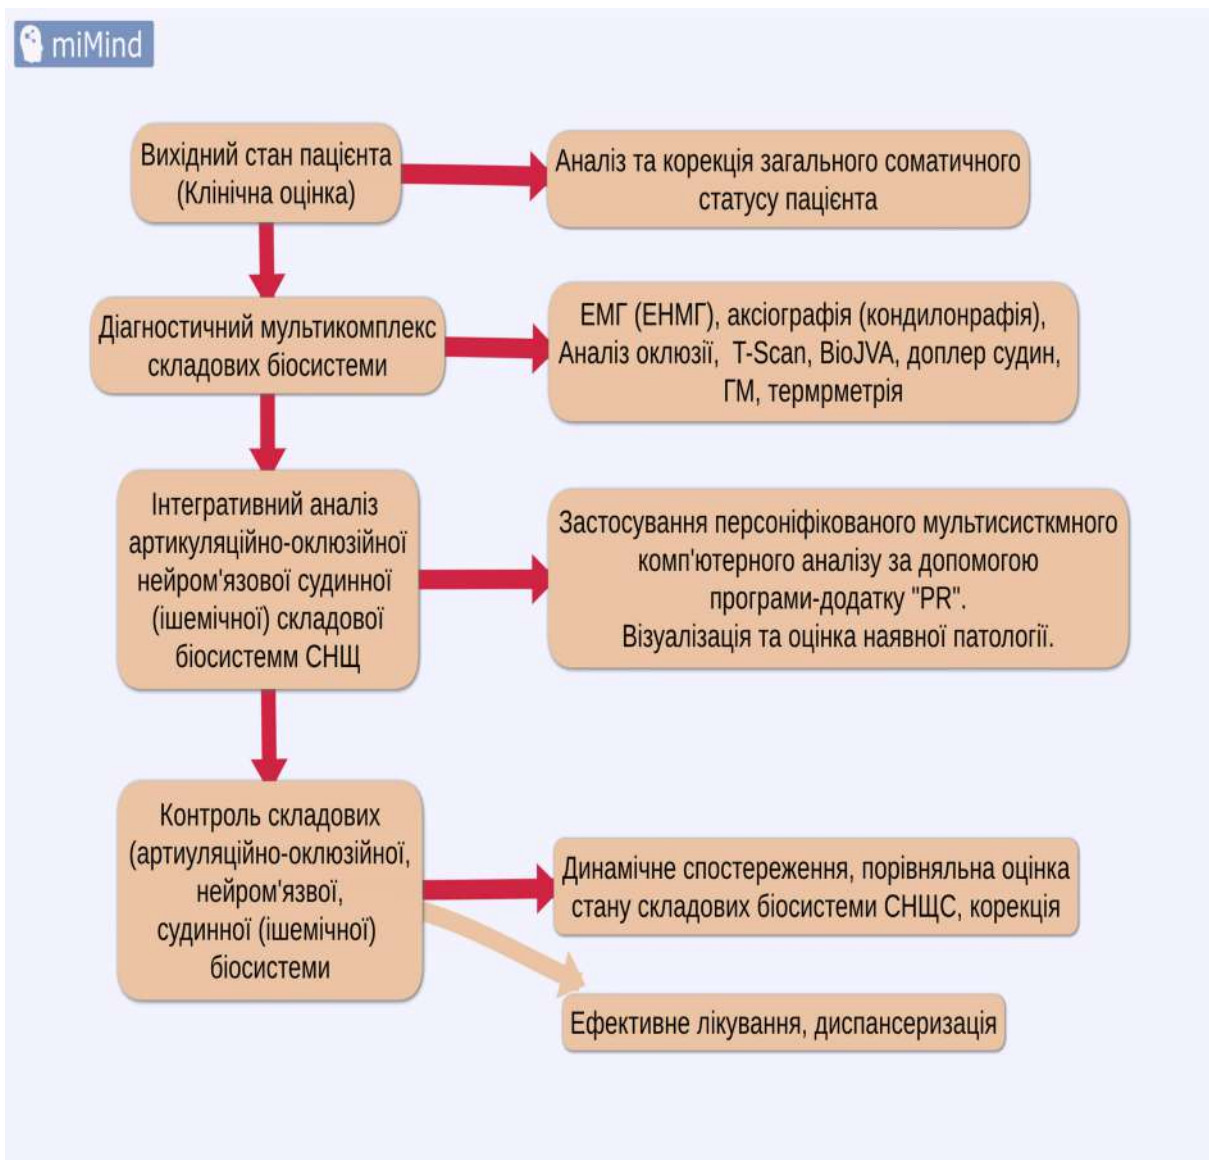 miMind
Вихідний стан пацієнта
(Клінічна оцінка)
Аналіз та корекція загального соматичного
статусу пацієнта
Діагностичний мультикомплекс
складових біосистеми
ЕМГ (ЕНМГ), аксіографія (кондилонрафія),
Аналіз оклюзії, T-Scan, BioJVA, доплер судин,
ГМ, термрметрія
Інтегративний аналіз
артикуляційно-оклюзійної
нейром'язової судинної
(ішемічної) складової
біосистемм СНЩ
Застосування персоніфікованого мультисисткмного
комп'ютерного аналізу за допомогою
програми-додатку "PR".
Візуалізація та оцінка наявної патології.
Контроль складових
(артиуляційно-оклюзійної,
нейром'язвої,
судинної (ішемічної)
біосистеми
Динамічне спостереження, порівняльна оцінка
стану складових біосистеми СНЩС, корекція
Ефективне лікування, диспансеризація